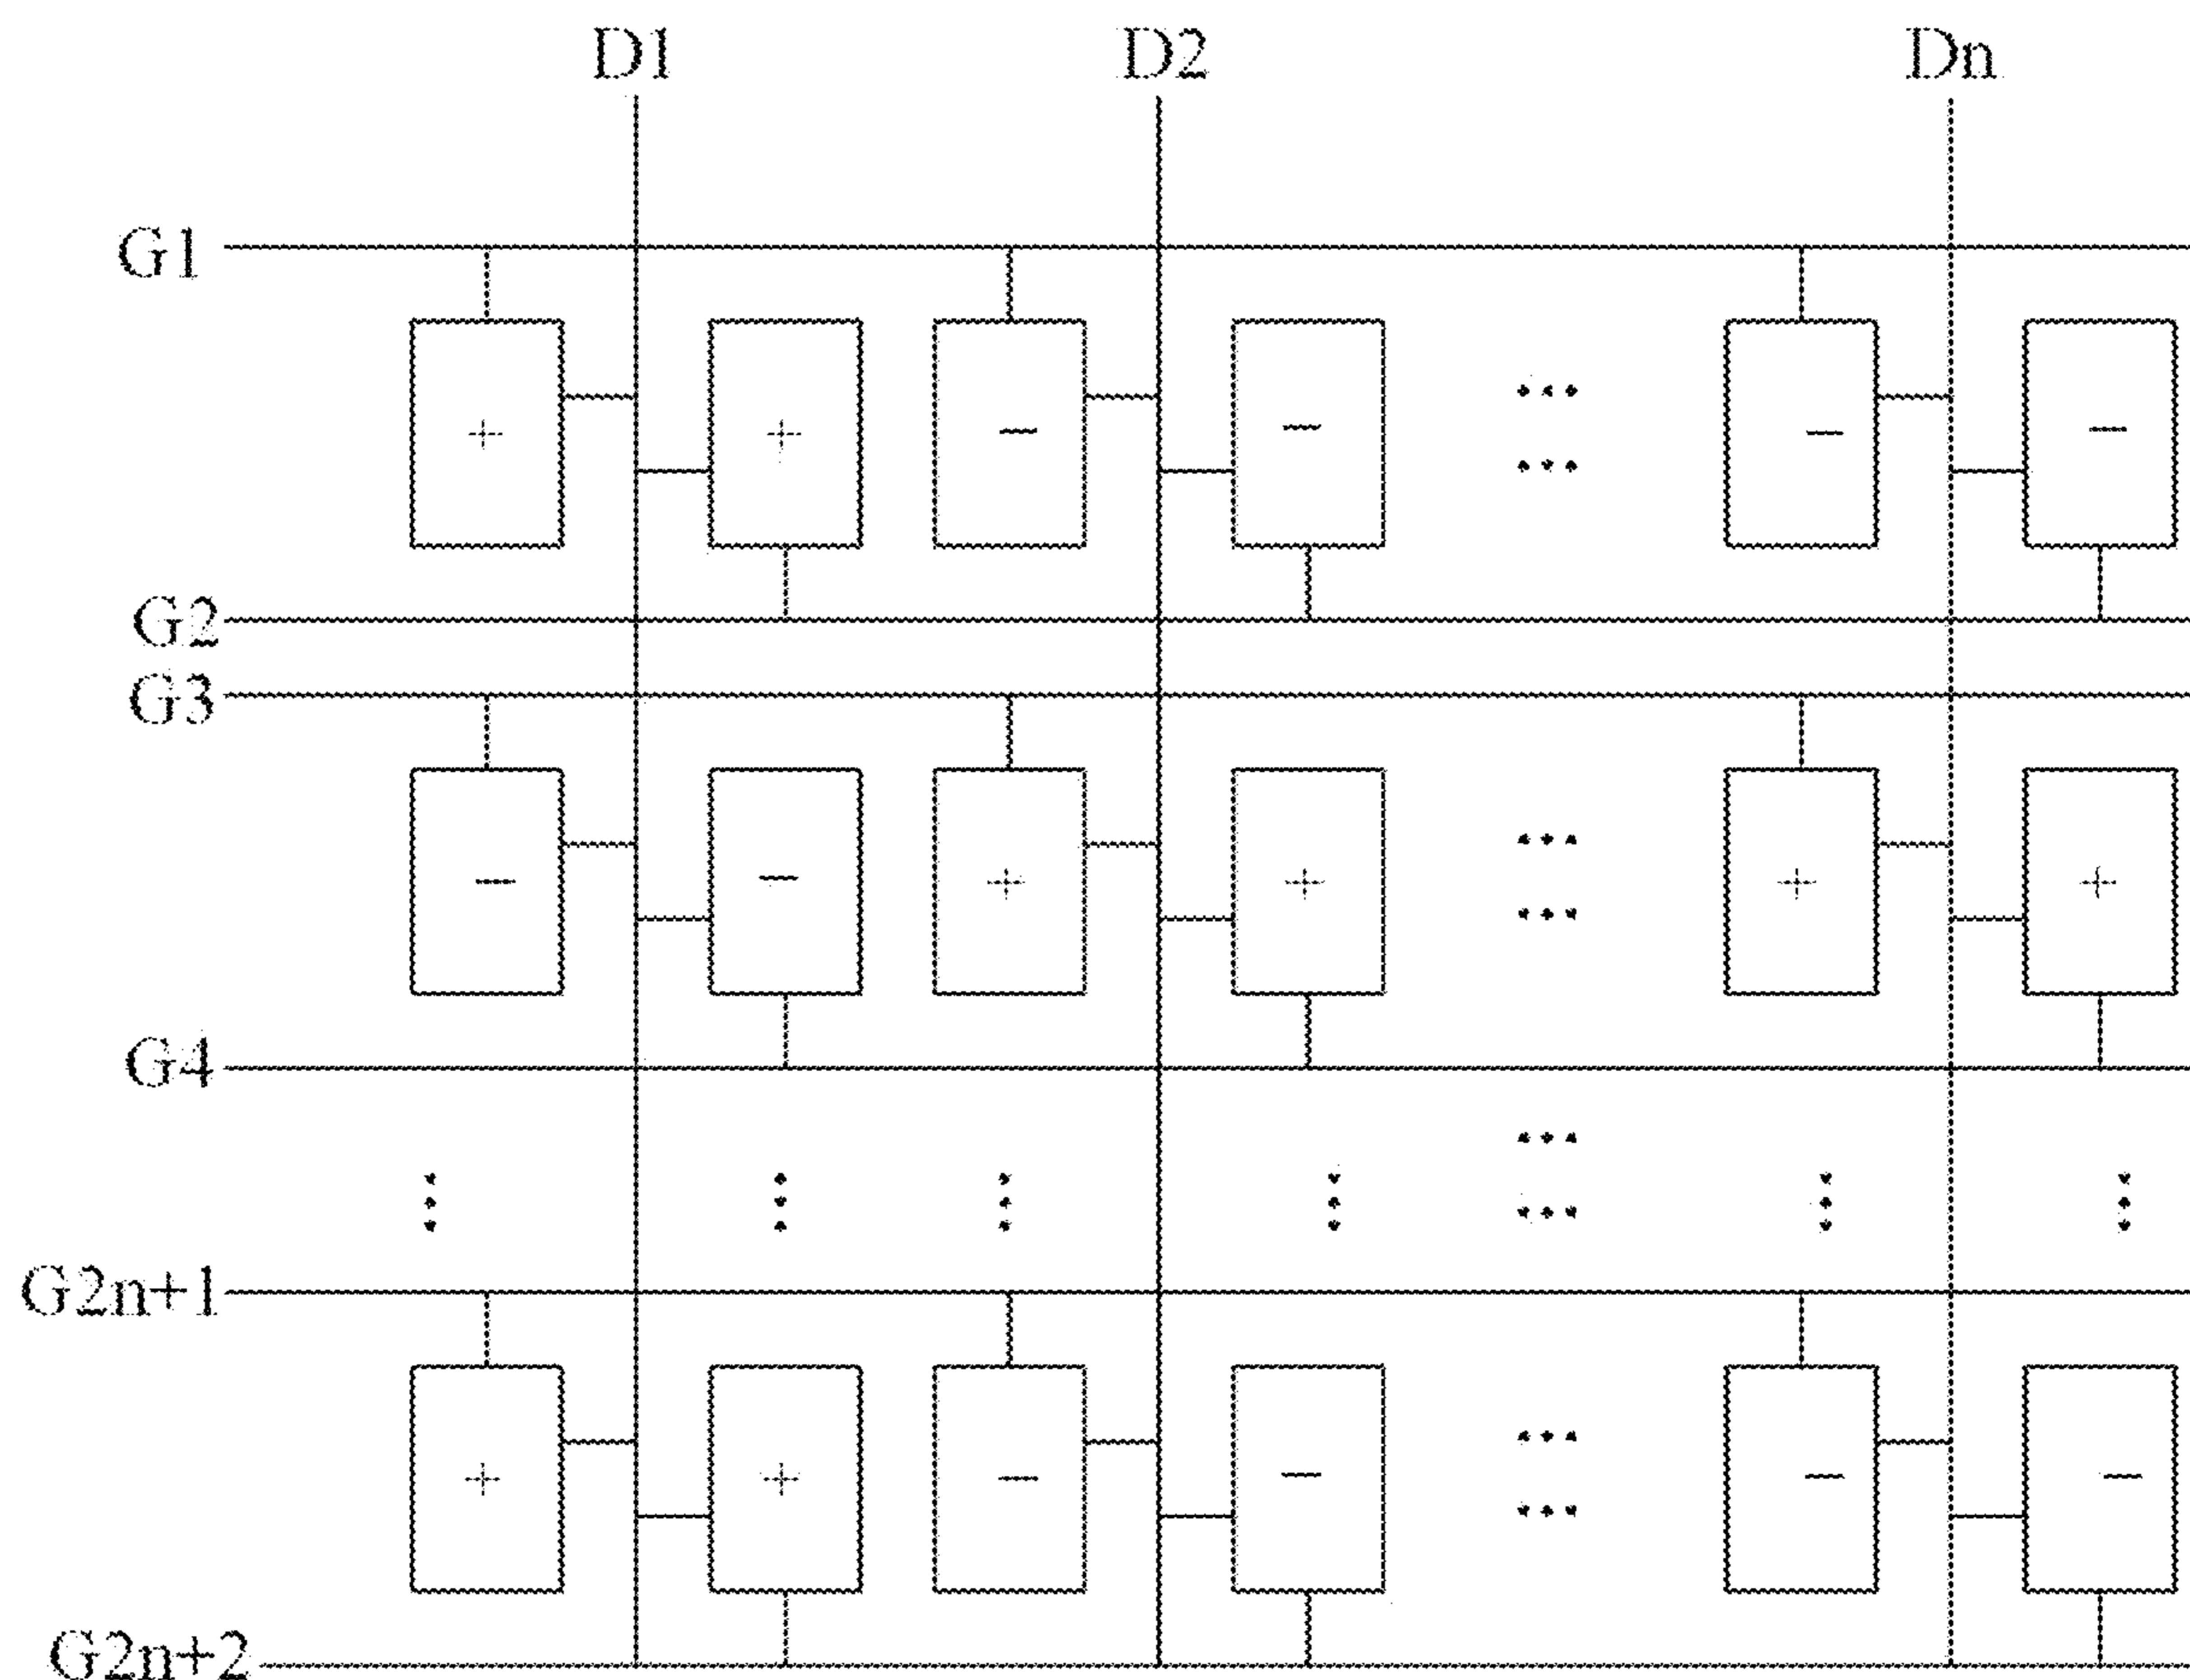 D1 D2 Dn
G1
+ + − − − −
G2
G3
− − + + + +
G4
G2n+1
+ + − − − −
G2n+2